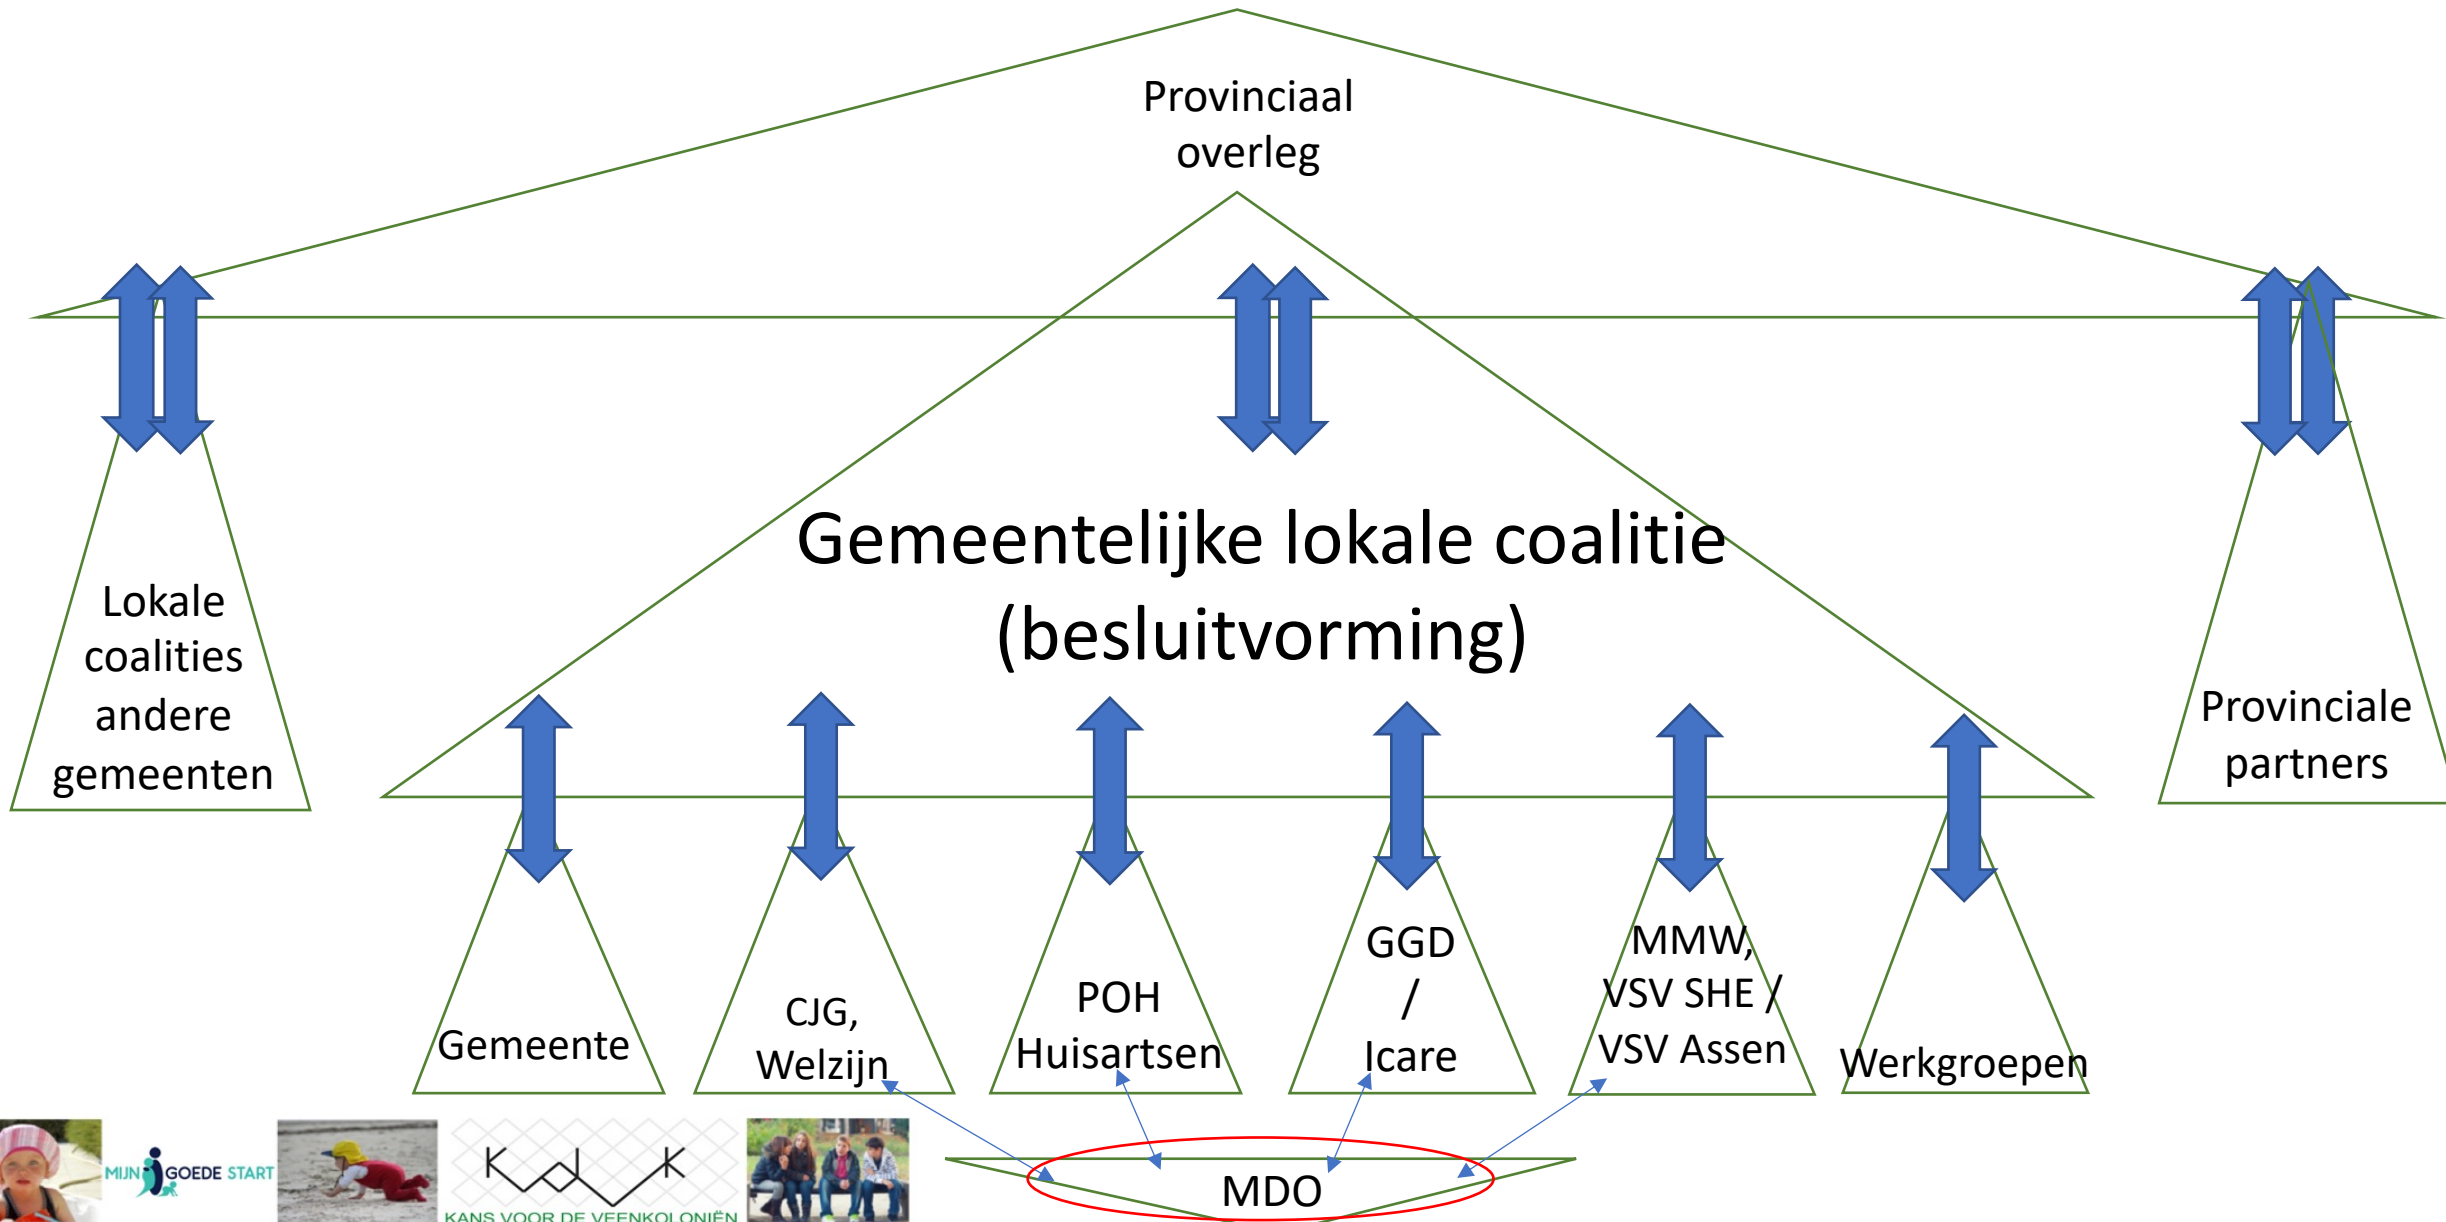 Provinciaal
overleg
Gemeentelijke lokale coalitie
(besluitvorming)
Lokale
coalities
andere
gemeenten
Provinciale
partners
Gemeente
CJG,
Welzijn
POH
Huisartsen
GGD
/
Icare
MMW,
VSV SHE /
VSV Assen
Werkgroepen
MDO
MIJN GOEDE START
KvdVK
KANS VOOR DE VEENKOLONIËN